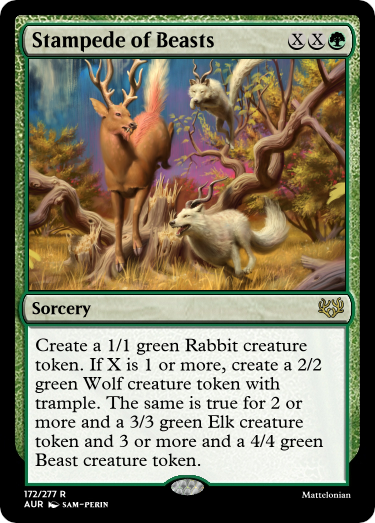 Stampede of Beasts XX
Sorcery
Create a 1/1 green Rabbit creature
token. If X is 1 or more, create a 2/2
green Wolf creature token with
trample. The same is true for 2 or
more and a 3/3 green Elk creature
token and 3 or more and a 4/4 green
Beast creature token.
172/277 R
AUR SAM-PERIN
Mattelonian